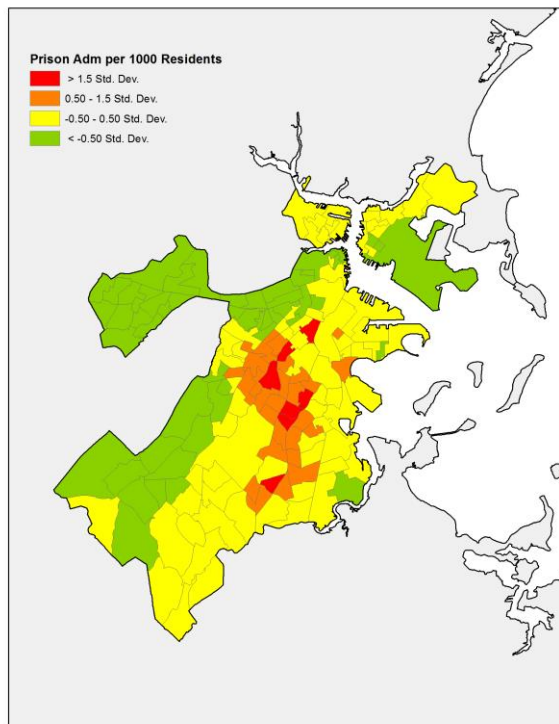 Prison Adm per 1000 Residents
> 1.5 Std. Dev.
0.50 - 1.5 Std. Dev.
-0.50 - 0.50 Std. Dev.
< -0.50 Std. Dev.